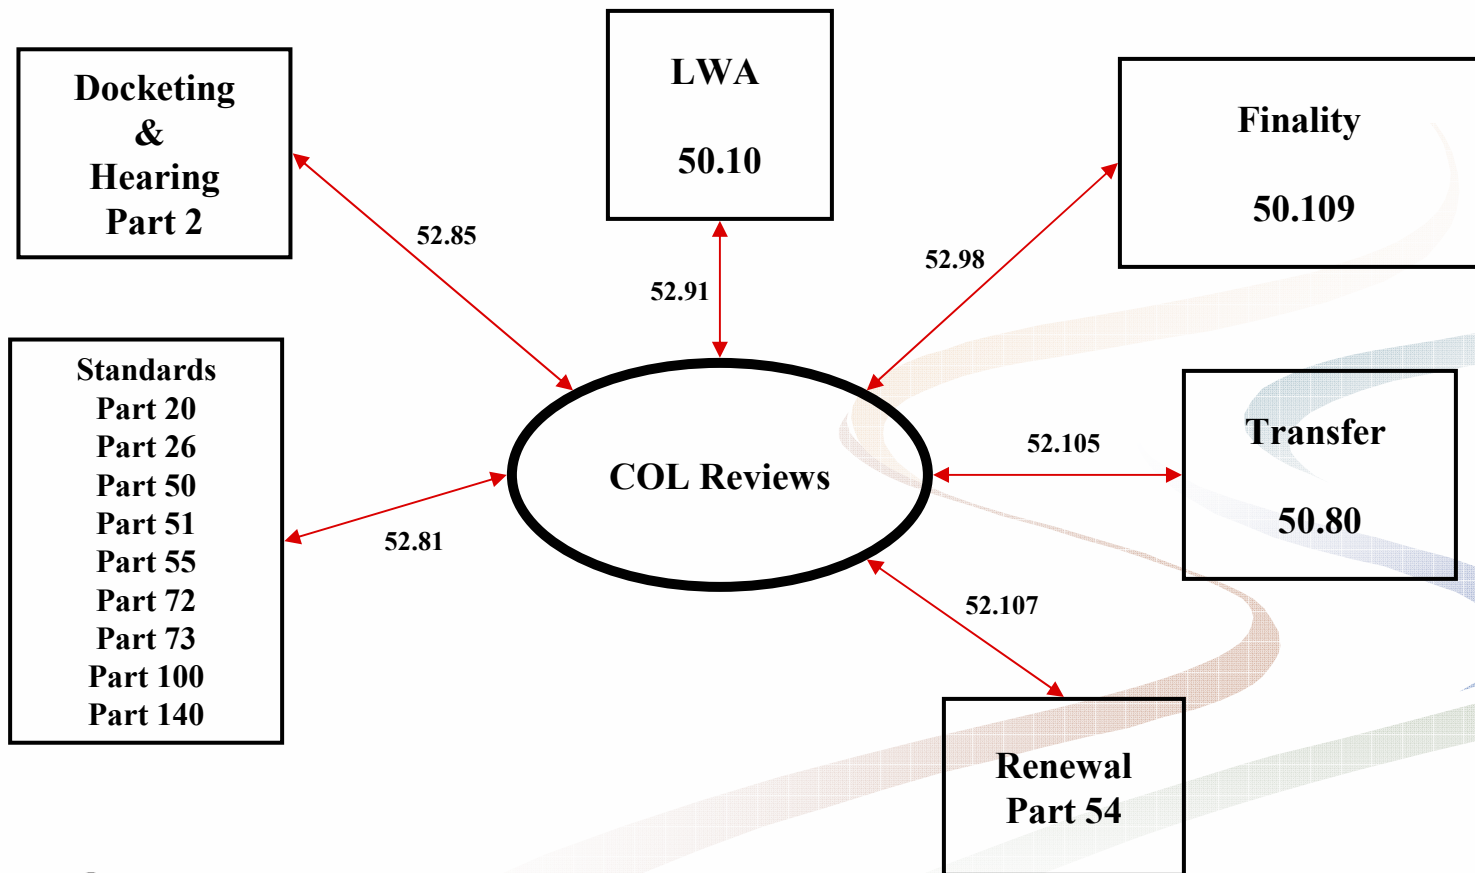 Docketing
&
Hearing
Part 2
LWA
50.10
Finality
50.109
52.85
52.91
52.98
Standards
Part 20
Part 26
Part 50
Part 51
Part 55
Part 72
Part 73
Part 100
Part 140
52.81
COL Reviews
52.105
Transfer
50.80
52.107
Renewal
Part 54